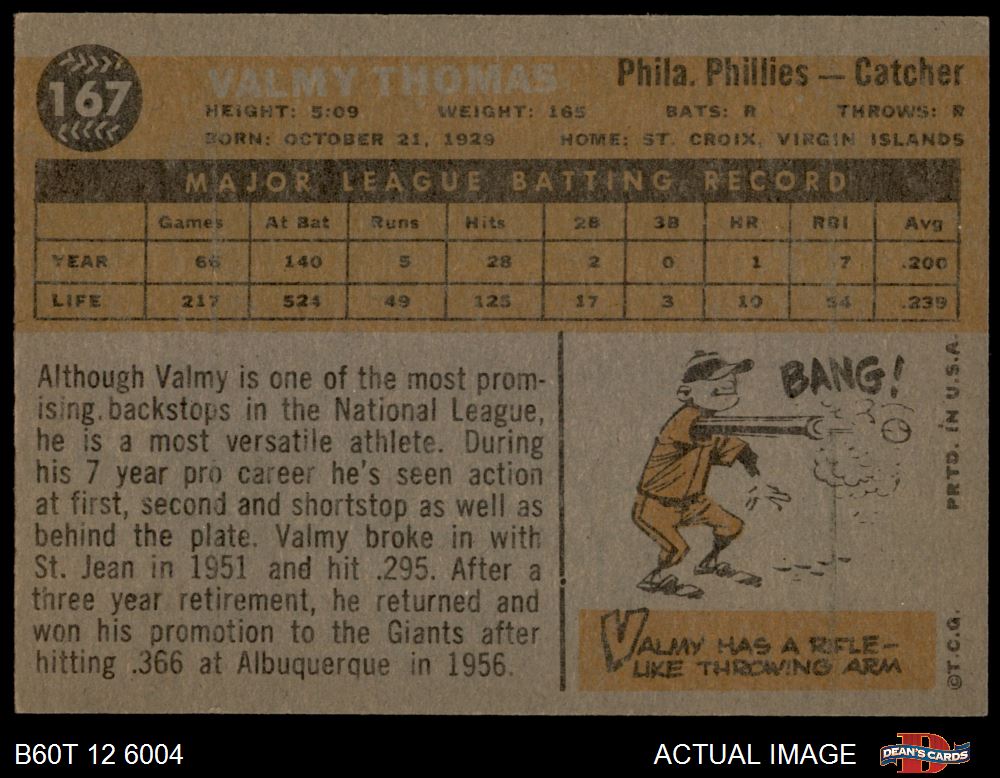 167
VALMY THOMAS
Phila. Phillies — Catcher
HEIGHT: 5:09 WEIGHT: 165 BATS: R THROWS: R
BORN: OCTOBER 21, 1929 HOME: ST. CROIX, VIRGIN ISLANDS
MAJOR LEAGUE BATTING RECORD
Games At Bat Runs Hits 2B 3B HR RBI Avg
YEAR 66 140 5 28 2 0 1 7 .200
LIFE 217 524 49 125 17 3 10 54 .239
Although Valmy is one of the most prom-
ising backstops in the National League,
he is a most versatile athlete. During
his 7 year pro career he's seen action
at first, second and shortstop as well as
behind the plate. Valmy broke in with
St. Jean in 1951 and hit .295. After a
three year retirement, he returned and
won his promotion to the Giants after
hitting .366 at Albuquerque in 1956.
BANG!
VALMY HAS A RIFLE-
LIKE THROWING ARM
PRTD. IN U.S.A.
©T.C.G.
B60T 12 6004
ACTUAL IMAGE
DEAN'S CARDS